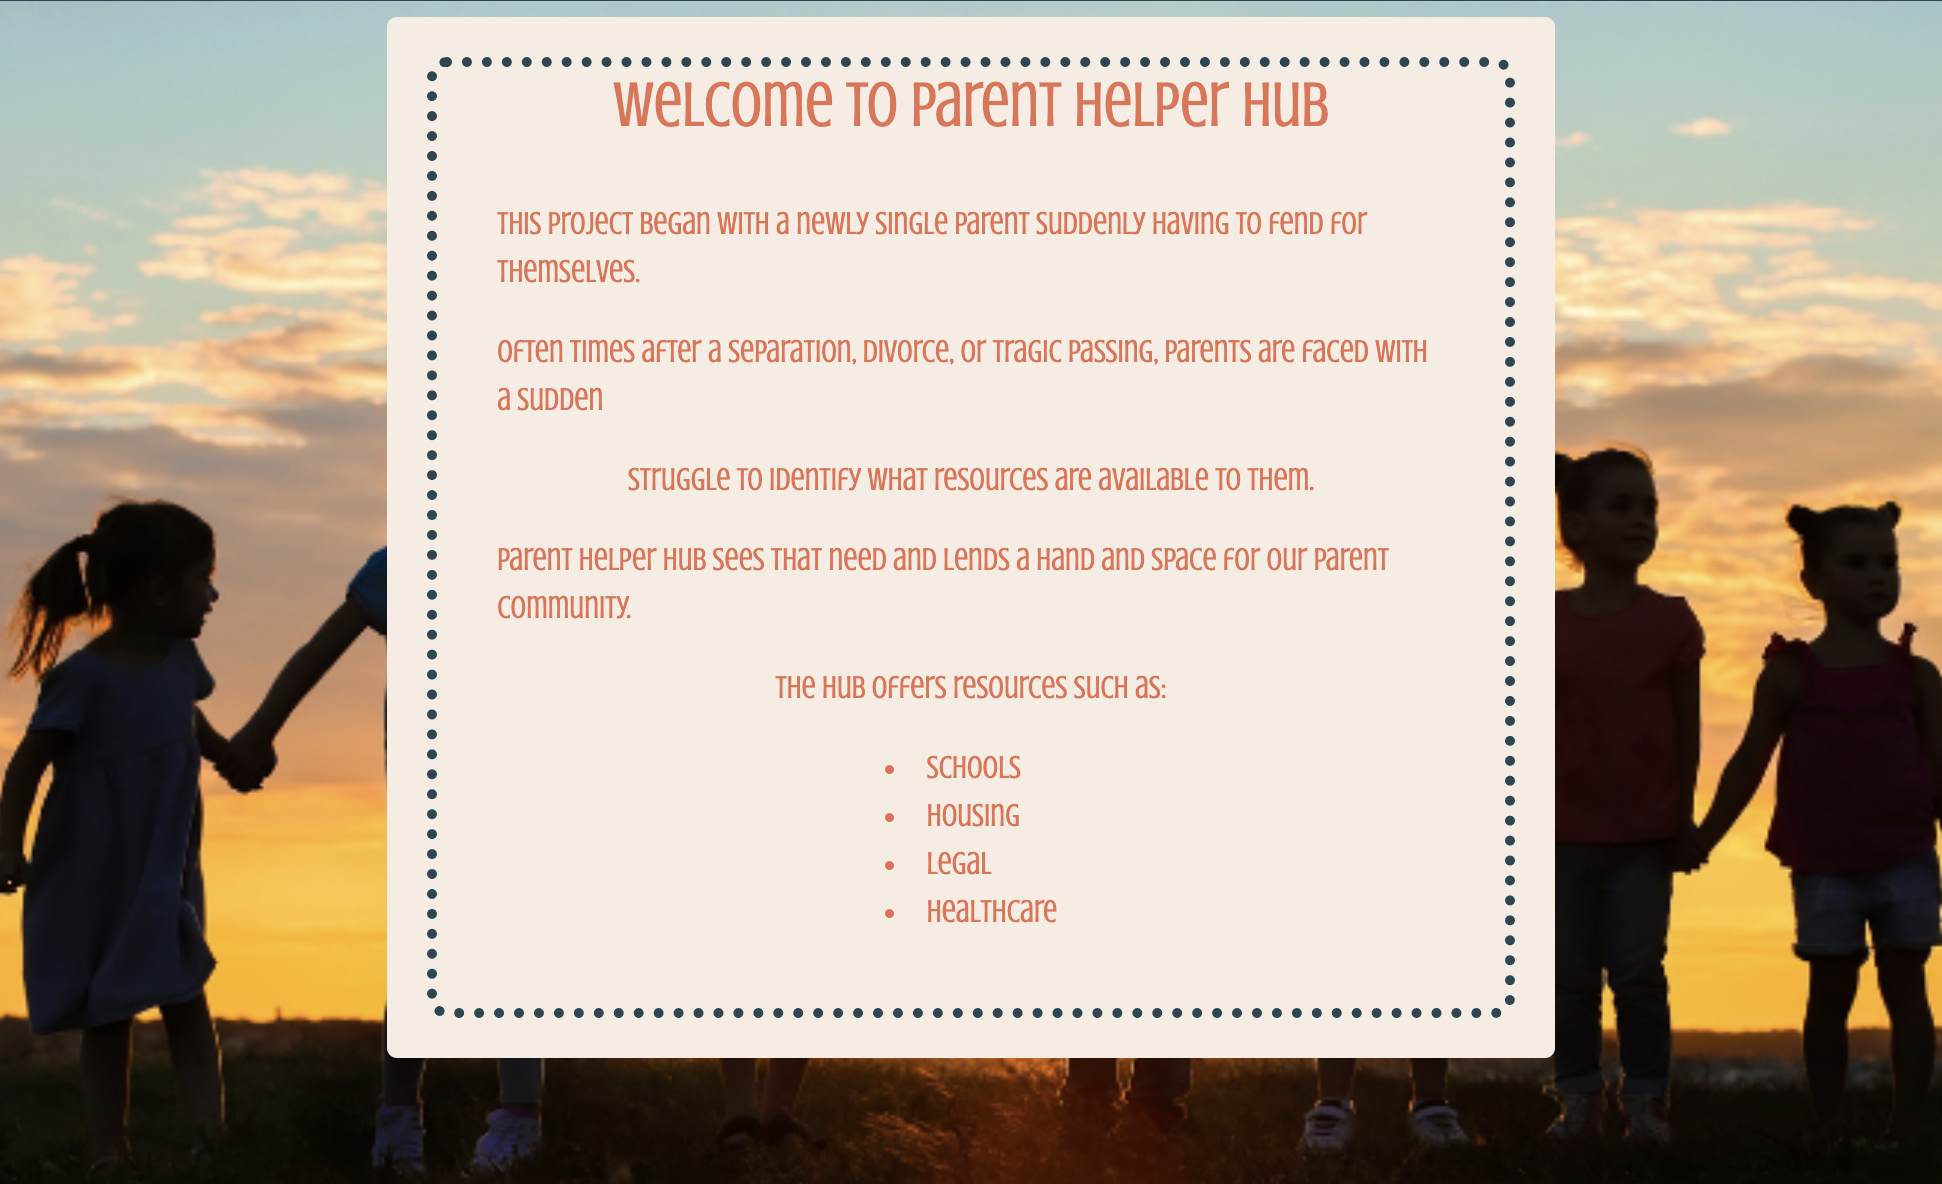 Welcome to Parent Helper Hub
This project began with a newly single parent suddenly having to fend for
themselves.
Often times after a separation, divorce, or tragic passing, parents are faced with
a sudden
struggle to identify what resources are available to them.
Parent Helper Hub sees that need and lends a hand and space for our parent
community.
The Hub offers resources such as:
• Schools
• Housing
• Legal
• Healthcare